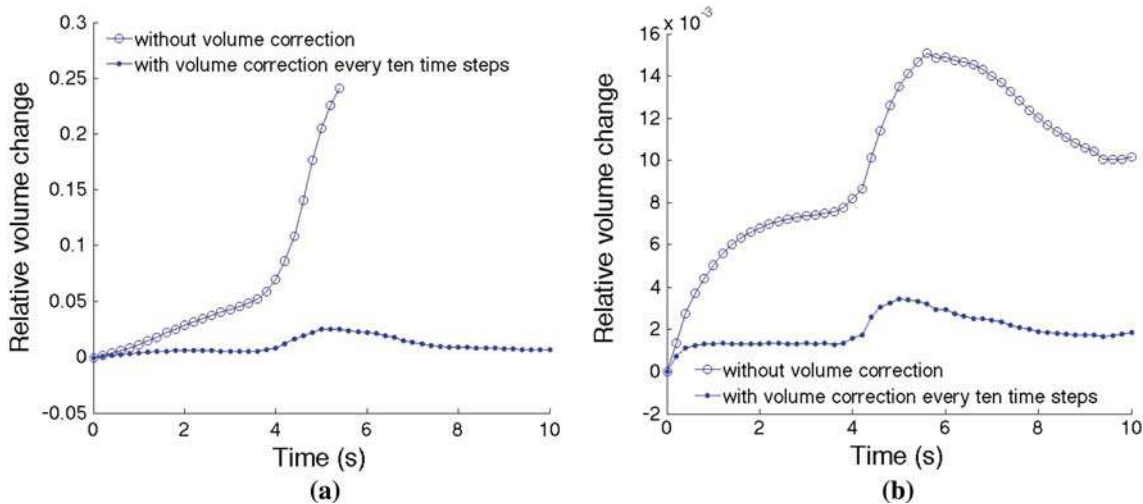 0.3
0.25
0.2
0.15
0.1
0.05
0
-0.05
Relative volume change
without volume correction
with volume correction every ten time steps
0 2 4 6 8 10
Time (s)
(a)
x 10-3
16
14
12
10
8
6
4
2
0
-2
Relative volume change
without volume correction
with volume correction every ten time steps
0 2 4 6 8 10
Time (s)
(b)